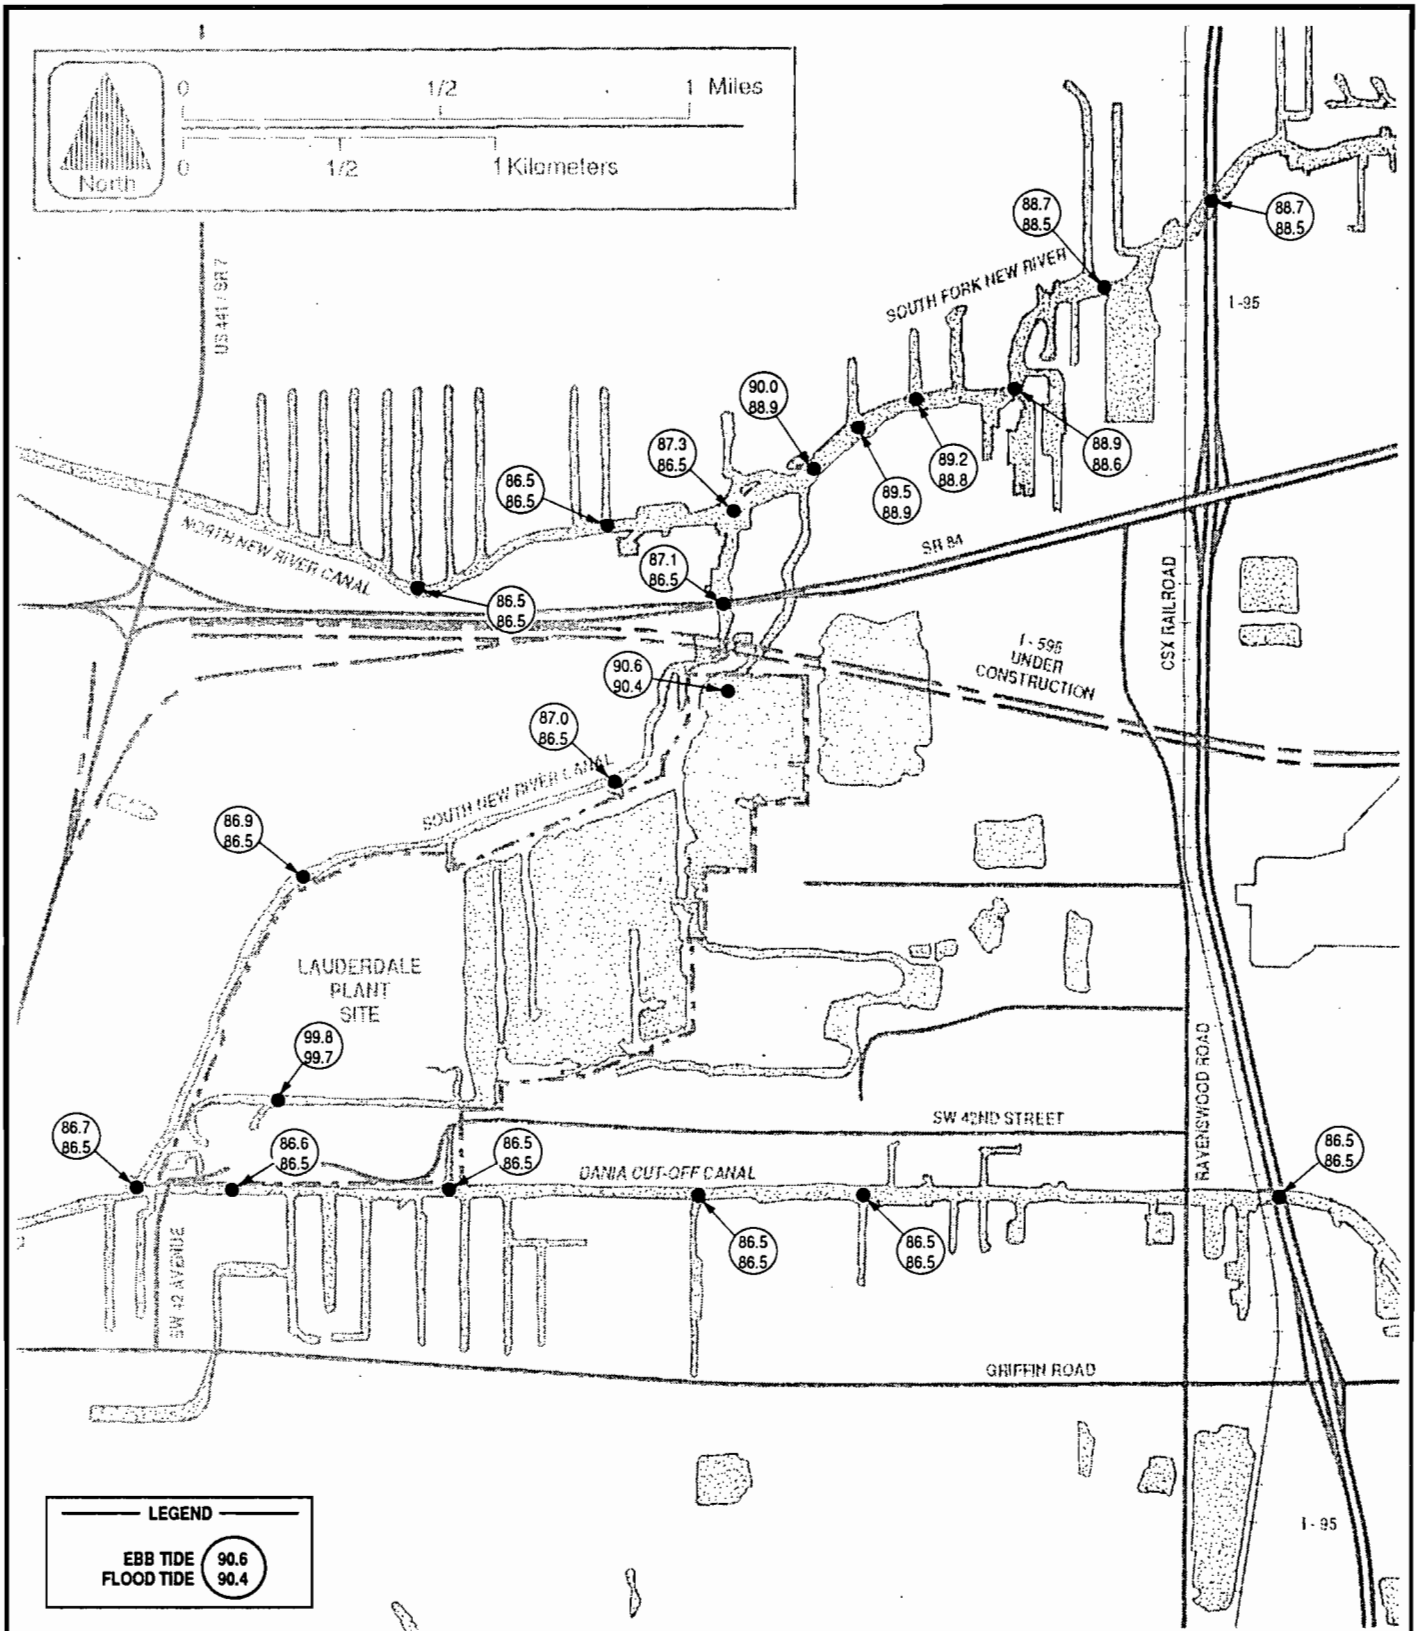 0 1/2 1 Miles
0 1/2 1 Kilometers
North
US 441 / SR 7
88.7
88.5
88.7
88.5
SOUTH FORK NEW RIVER
I-95
90.0
88.9
87.3
86.5
89.2
88.8
88.9
88.6
86.5
86.5
89.5
88.9
NORTH NEW RIVER CANAL
SR 84
87.1
86.5
86.5
86.5
CSX RAILROAD
I-595
UNDER
CONSTRUCTION
90.6
90.4
87.0
86.5
SOUTH NEW RIVER CANAL
86.9
86.5
LAUDERDALE
PLANT
SITE
99.8
99.7
RAVENSWOOD ROAD
SW 42ND STREET
86.7
86.5
86.6
86.5
86.5
86.5
DANIA CUT-OFF CANAL
86.5
86.5
86.5
86.5
86.5
86.5
SW 42 AVENUE
GRIFFIN ROAD
LEGEND
EBB TIDE 90.6
FLOOD TIDE 90.4
I-95